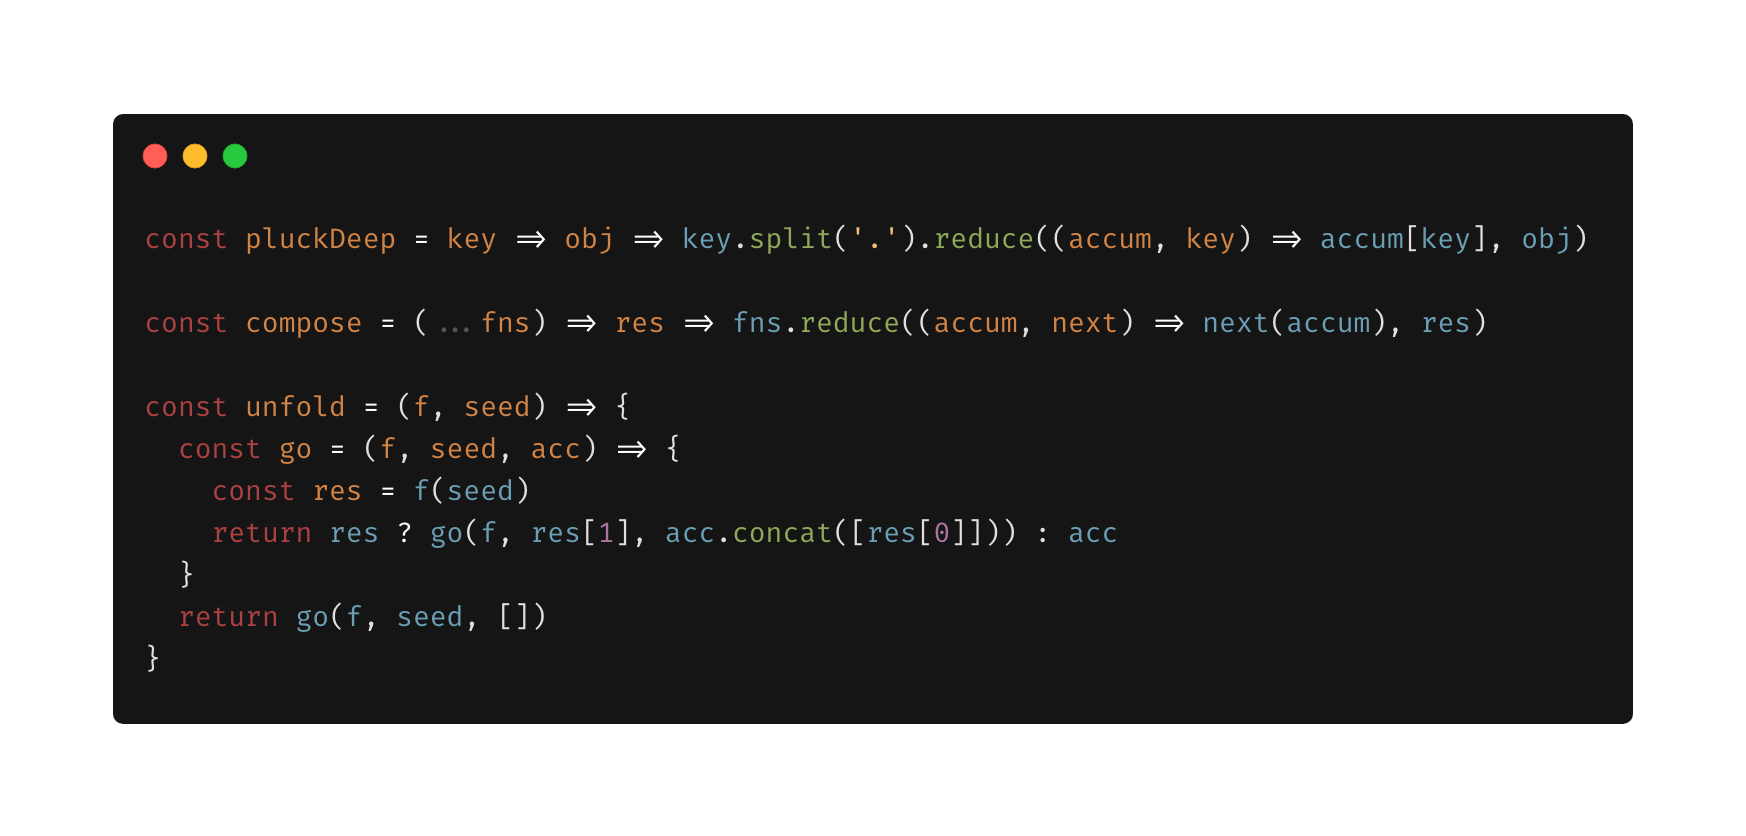 const pluckDeep = key => obj => key.split('.').reduce((accum, key) => accum[key], obj)

const compose = (...fns) => res => fns.reduce((accum, next) => next(accum), res)

const unfold = (f, seed) => {
  const go = (f, seed, acc) => {
    const res = f(seed)
    return res ? go(f, res[1], acc.concat([res[0]])) : acc
  }
  return go(f, seed, [])
}